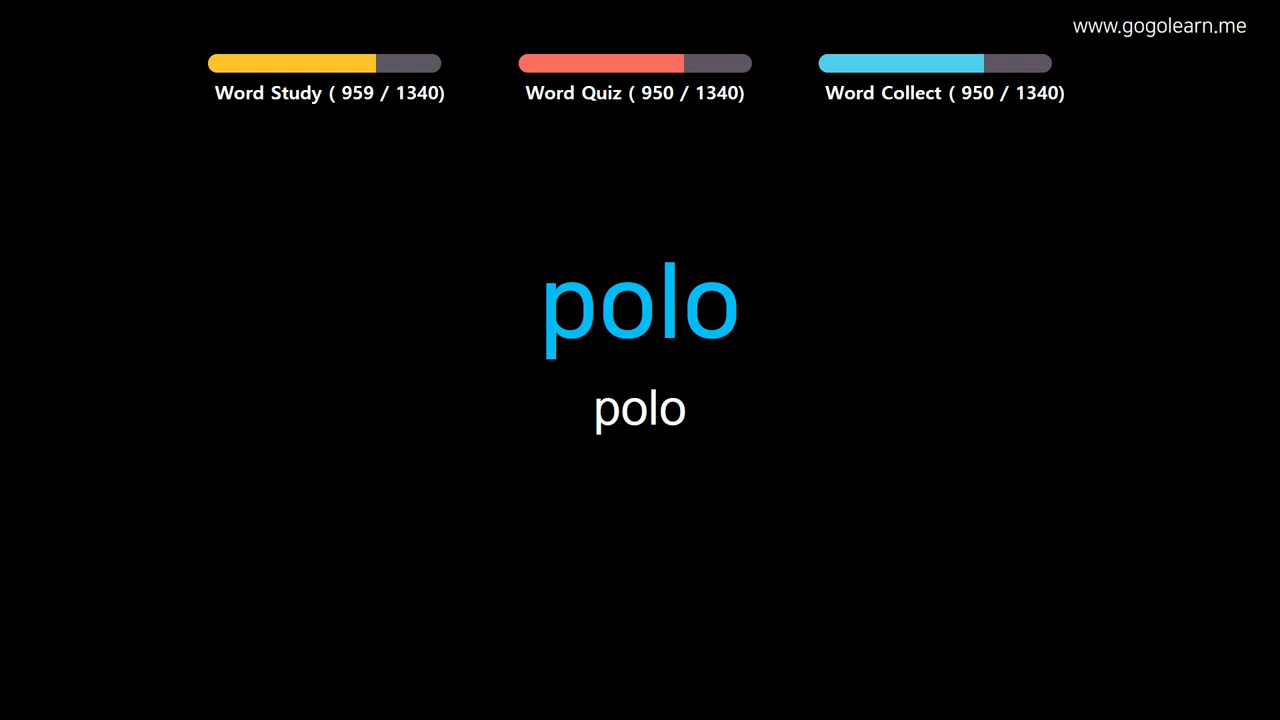 www.gogolearn.me
Word Study ( 959 / 1340)
Word Quiz ( 950 / 1340)
Word Collect ( 950 / 1340)
polo
polo